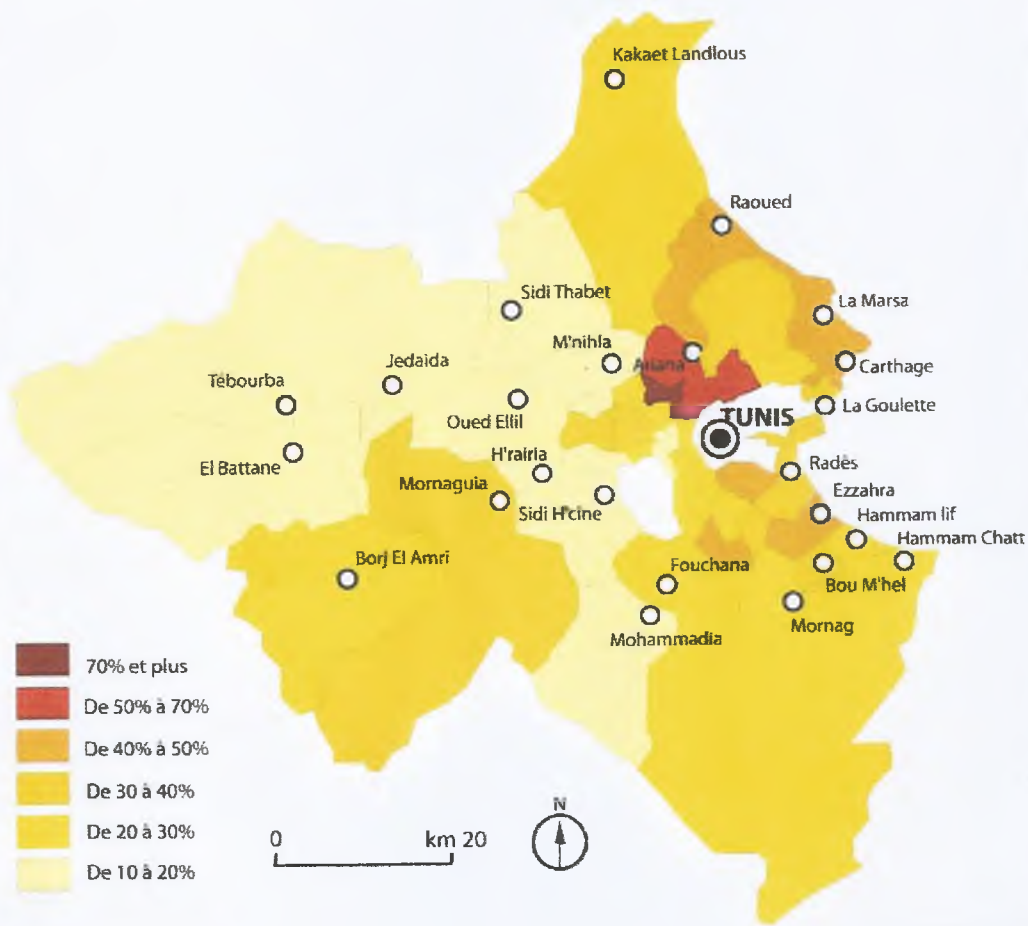 Kakaet Landlous
Raoued
Sidi Thabet
La Marsa
M'nihla
Ariana
Carthage
Jedaida
Tébourba
La Goulette
Oued Ellil
TUNIS
H'rairia
El Battane
Radès
Mornaguia
Ezzahra
Sidi H'cine
Hammam lif
Hammam Chatt
Borj El Amri
Fouchana
Bou M'hel
Mornag
Mohammadia
70% et plus
De 50% à 70%
De 40% à 50%
De 30 à 40%
De 20 à 30%
De 10 à 20%
0 km 20
N